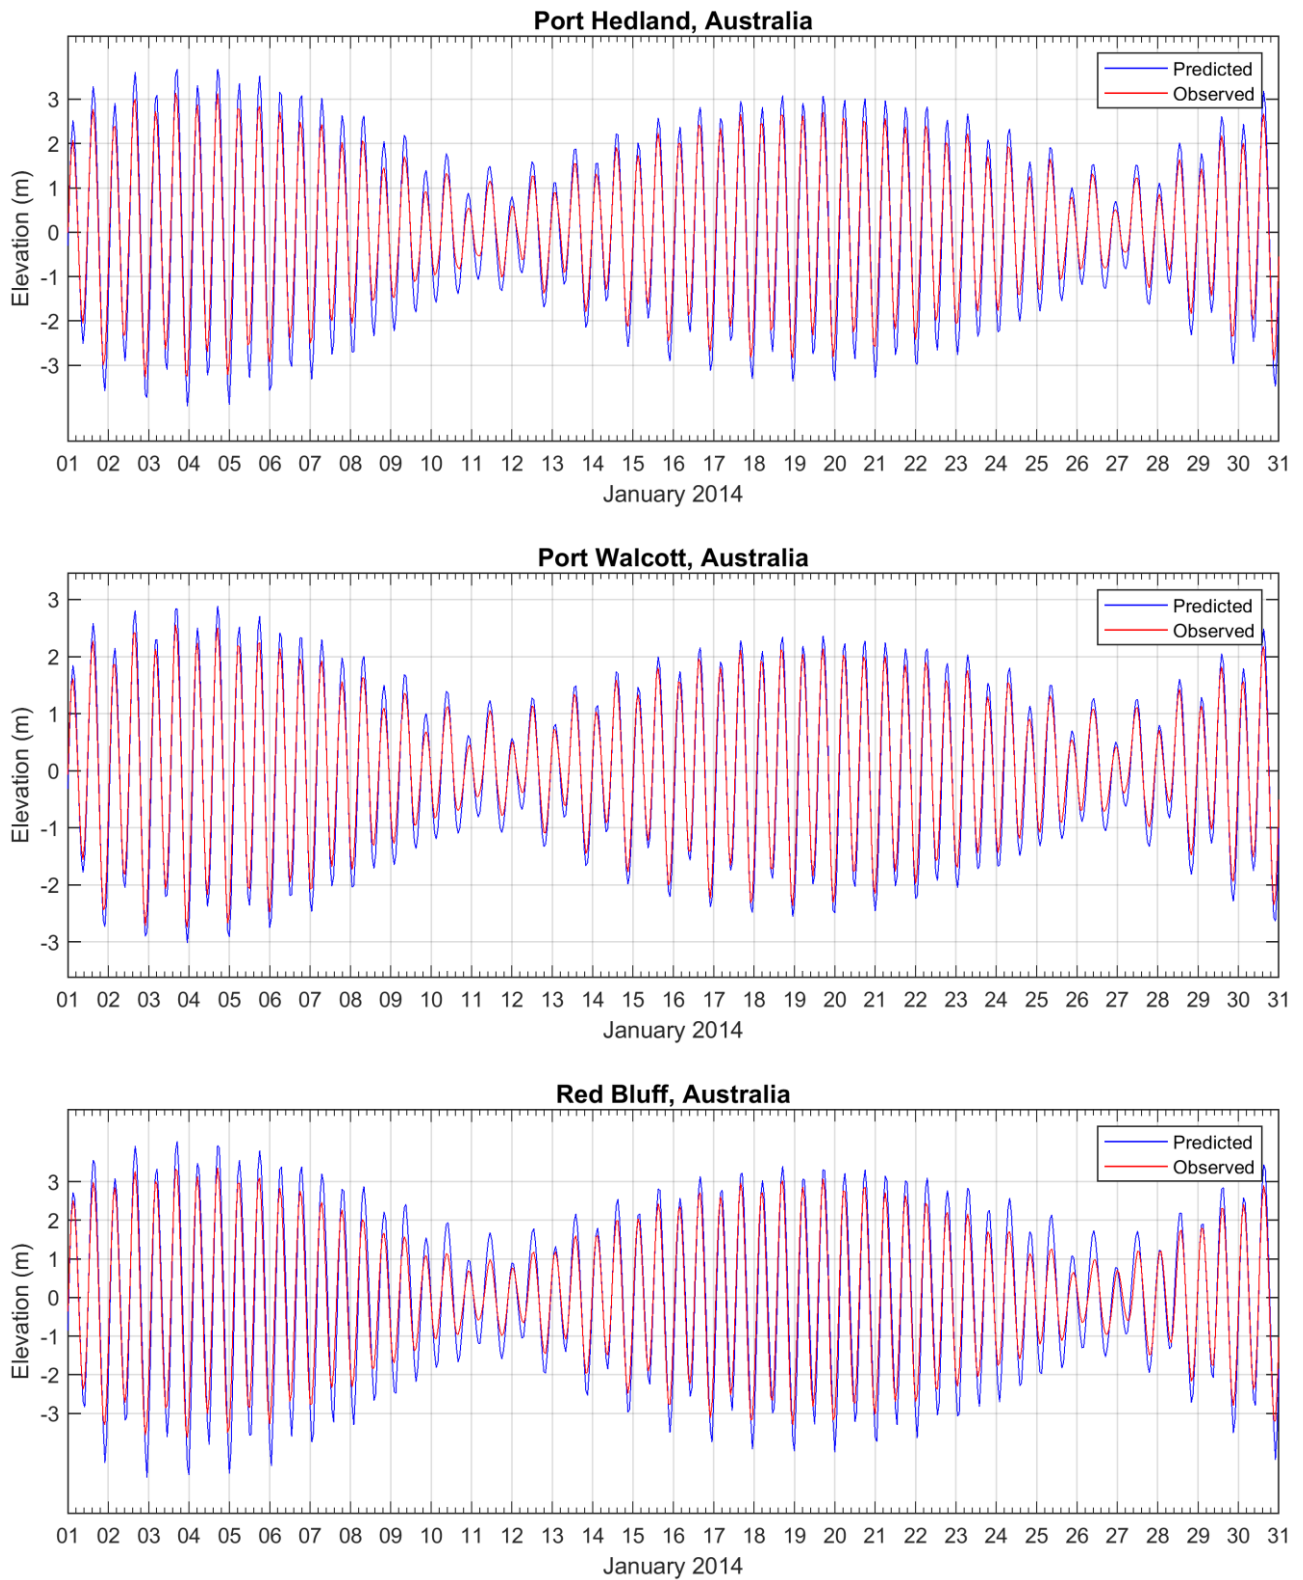 Port Hedland, Australia
Predicted
Observed
3
2
1
0
-1
-2
-3
Elevation (m)
01 02 03 04 05 06 07 08 09 10 11 12 13 14 15 16 17 18 19 20 21 22 23 24 25 26 27 28 29 30 31
January 2014
Port Walcott, Australia
Predicted
Observed
3
2
1
0
-1
-2
-3
Elevation (m)
01 02 03 04 05 06 07 08 09 10 11 12 13 14 15 16 17 18 19 20 21 22 23 24 25 26 27 28 29 30 31
January 2014
Red Bluff, Australia
Predicted
Observed
3
2
1
0
-1
-2
-3
Elevation (m)
01 02 03 04 05 06 07 08 09 10 11 12 13 14 15 16 17 18 19 20 21 22 23 24 25 26 27 28 29 30 31
January 2014